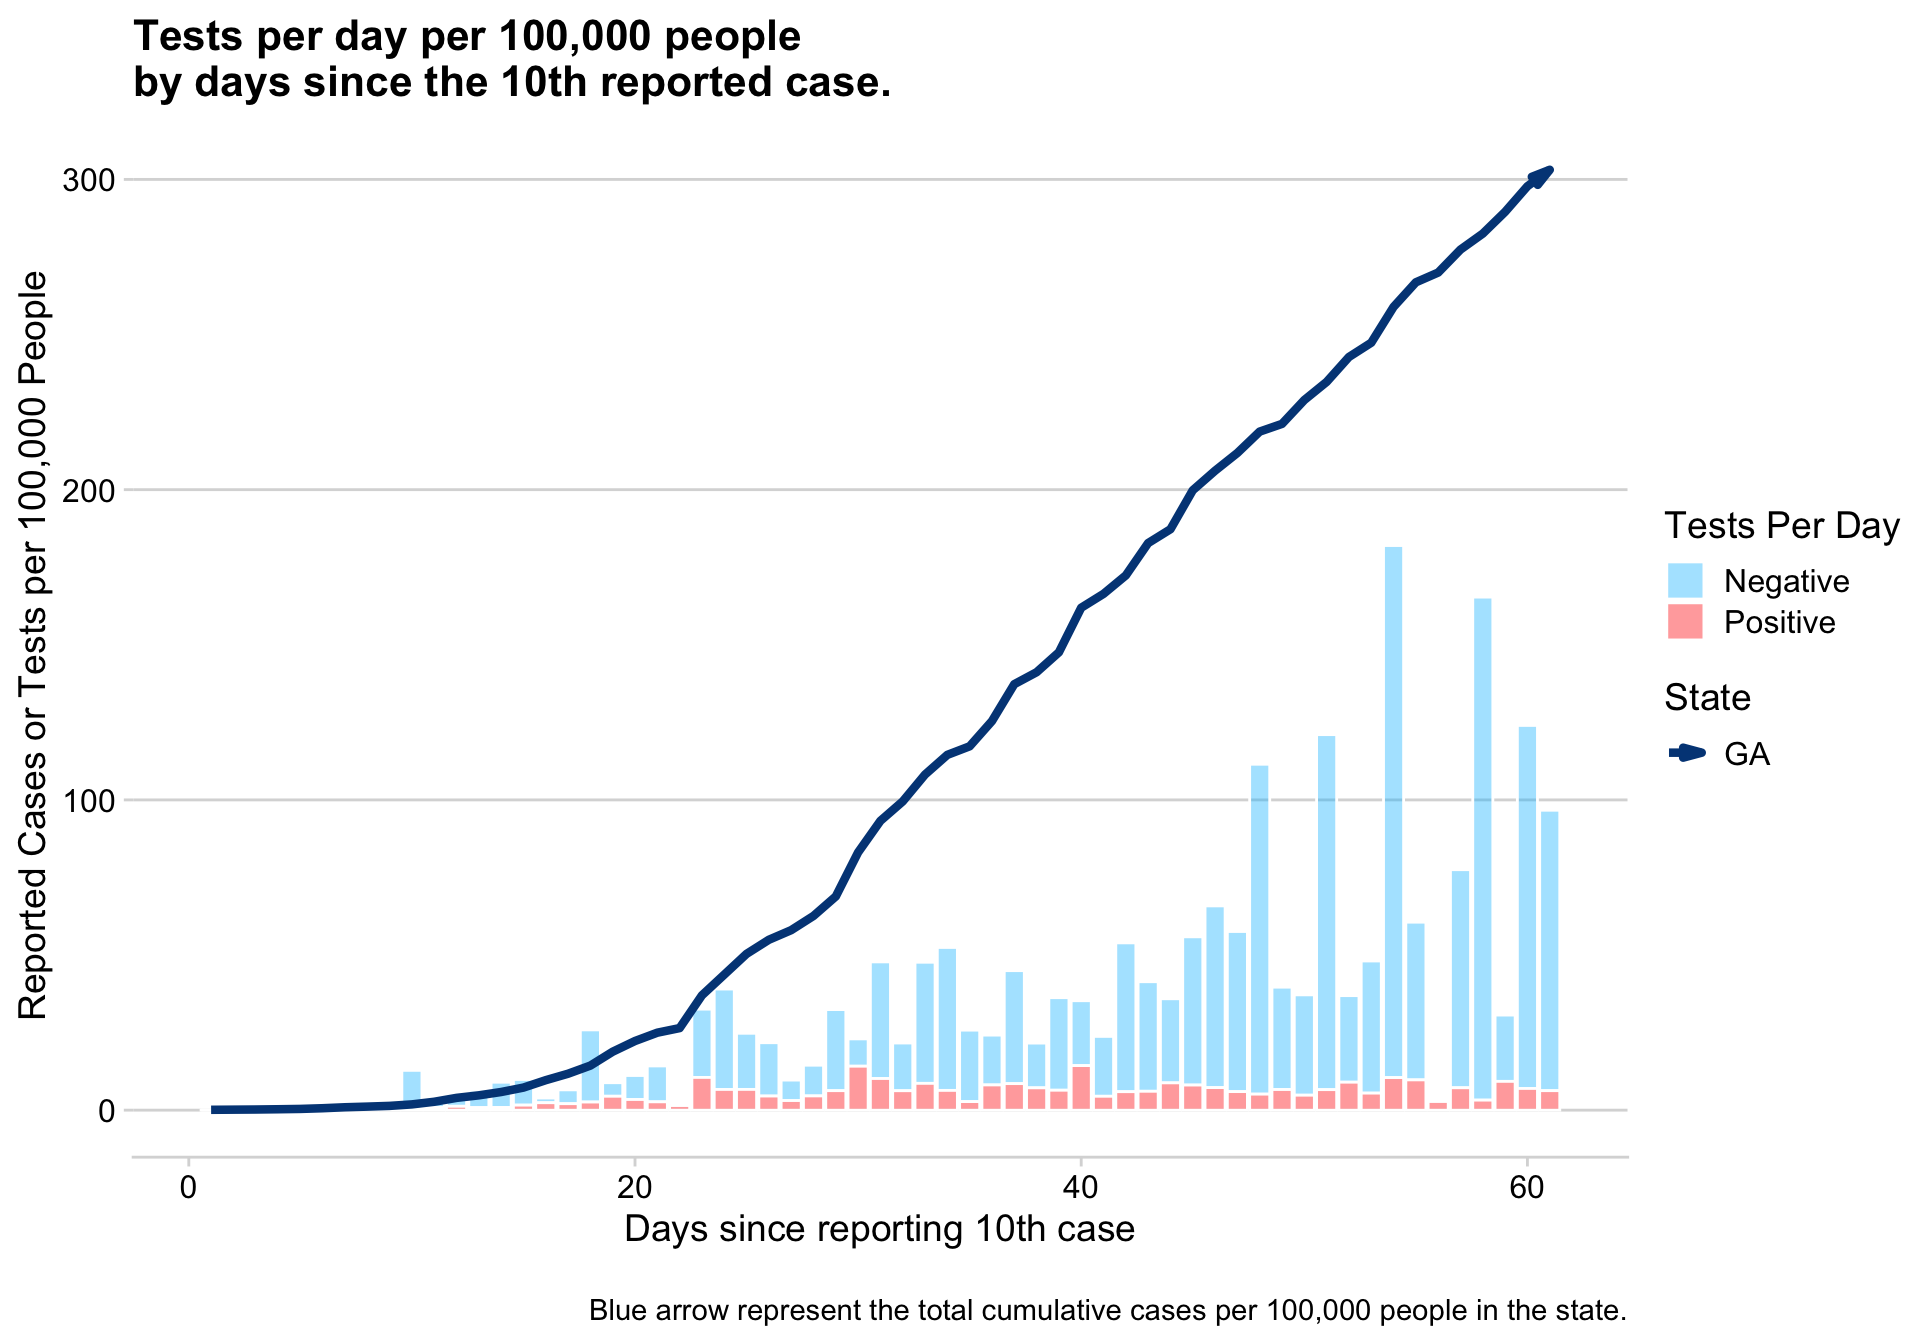 Tests per day per 100,000 people
by days since the 10th reported case.
Reported Cases or Tests per 100,000 People
300
200
100
0
0
20
40
60
Days since reporting 10th case
Tests Per Day
Negative
Positive
State
GA
Blue arrow represent the total cumulative cases per 100,000 people in the state.